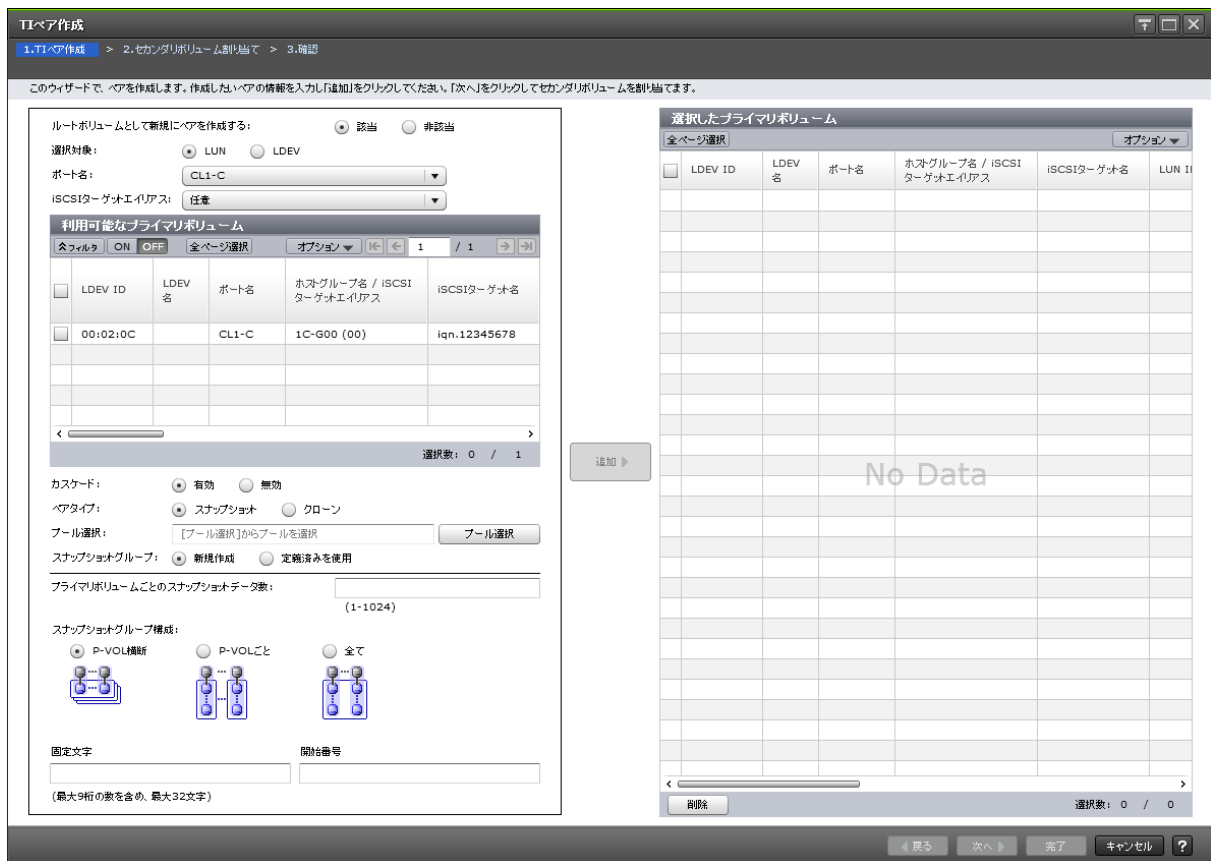 TIペア作成
1.TIペア作成 > 2.セカンダリボリューム割り当て > 3.確認
このウィザードで、ペアを作成します。作成したいペアの情報を入力し「追加」をクリックしてください。「次へ」をクリックしてセカンダリボリュームを割り当てます。
ルートボリュームとして新規にペアを作成する: 該当 非該当
選択対象: LUN LDEV
ポート名: CL1-C
iSCSIターゲットエイリアス: 任意
利用可能なプライマリボリューム
フィルタ ON OFF 全ページ選択 オプション 1 / 1
LDEV ID LDEV名 ポート名 ホストグループ名 / iSCSIターゲットエイリアス iSCSIターゲット名
00:02:0C CL1-C 1C-G00 (00) iqn.12345678
選択数: 0 / 1
カスケード: 有効 無効
ペアタイプ: スナップショット クローン
プール選択: [プール選択]からプールを選択 プール選択
スナップショットグループ: 新規作成 定義済みを使用
プライマリボリュームごとのスナップショットデータ数:
(1-1024)
スナップショットグループ構成:
P-VOL横断 P-VOLごと 全て
固定文字 開始番号
(最大9桁の数を含め、最大32文字)
追加
選択したプライマリボリューム
全ページ選択 オプション
LDEV ID LDEV名 ポート名 ホストグループ名 / iSCSIターゲットエイリアス iSCSIターゲット名 LUN I
No Data
削除 選択数: 0 / 0
戻る 次へ 完了 キャンセル ?